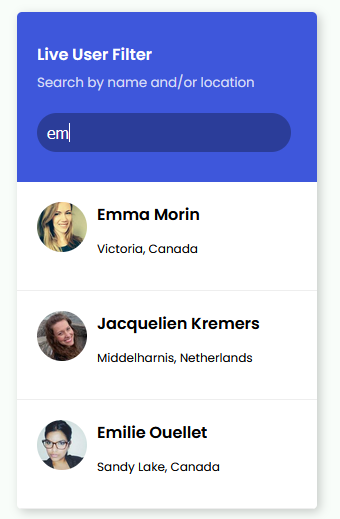 Live User Filter
Search by name and/or location
em
Emma Morin
Victoria, Canada
Jacquelien Kremers
Middelharnis, Netherlands
Emilie Ouellet
Sandy Lake, Canada